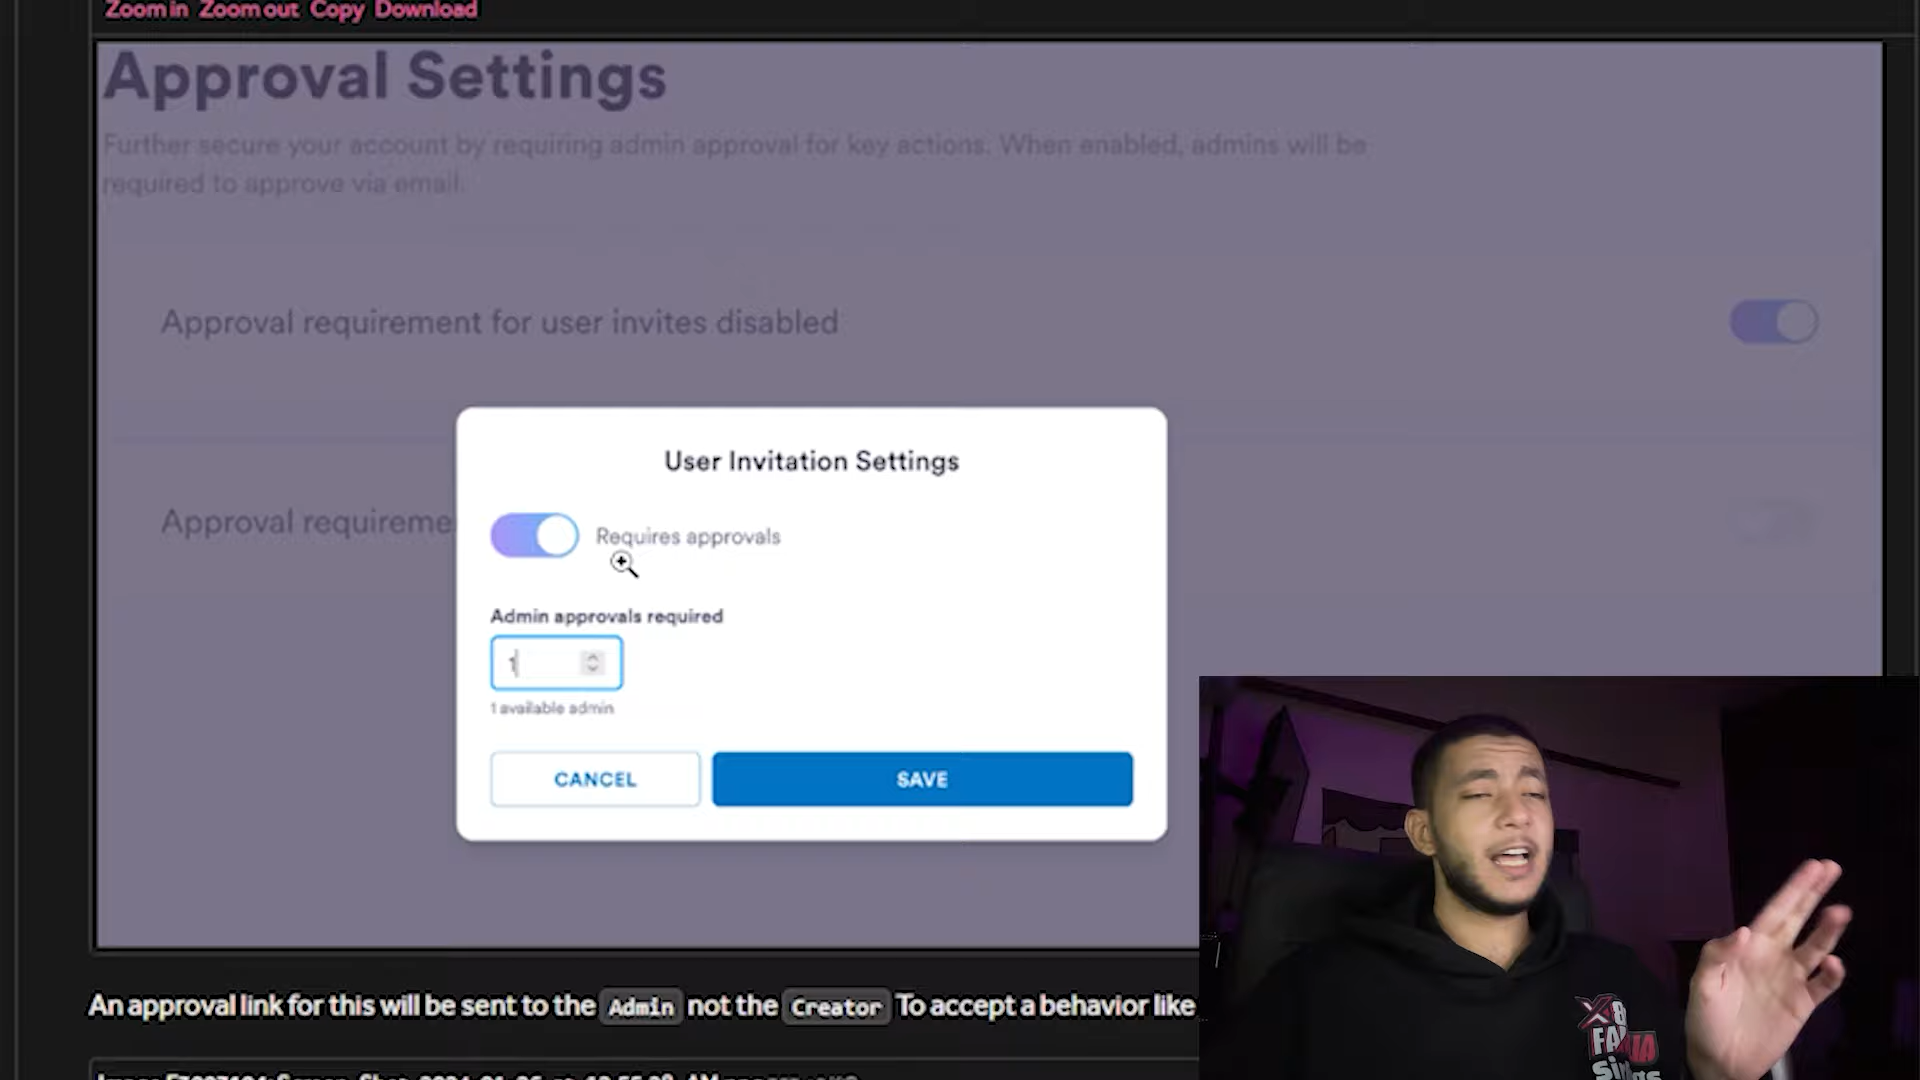 Zoom in Zoom out Copy Download
Approval Settings
Further secure your account by requiring admin approval for key actions. When enabled, admins will be
required to approve via email.
Approval requirement for user invites disabled
Approval requireme
User Invitation Settings
Requires approvals
Admin approvals required
1
1 available admin
CANCEL
SAVE
An approval link for this will be sent to the Admin not the Creator To accept a behavior like